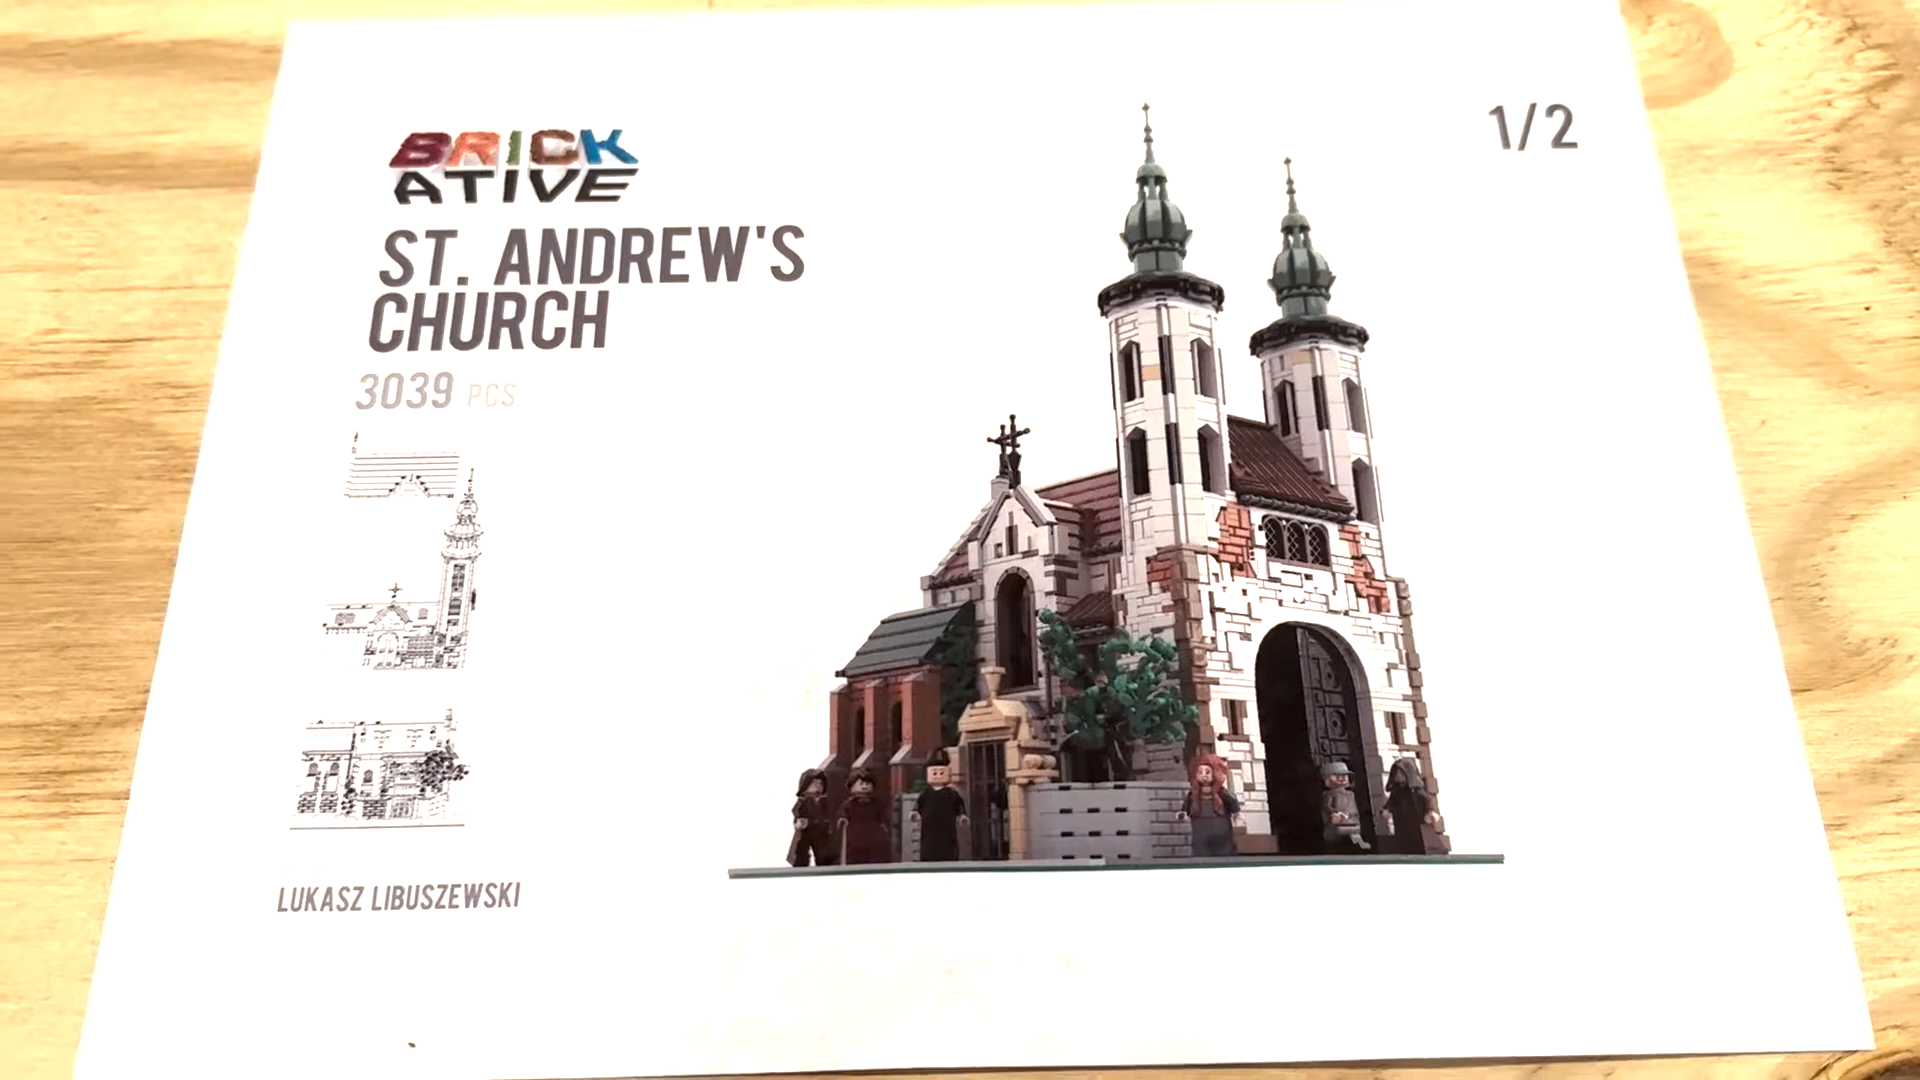 BRICK
ATIVE
ST. ANDREW'S
CHURCH
3039 PCS
LUKASZ LIBUSZEWSKI
1/2